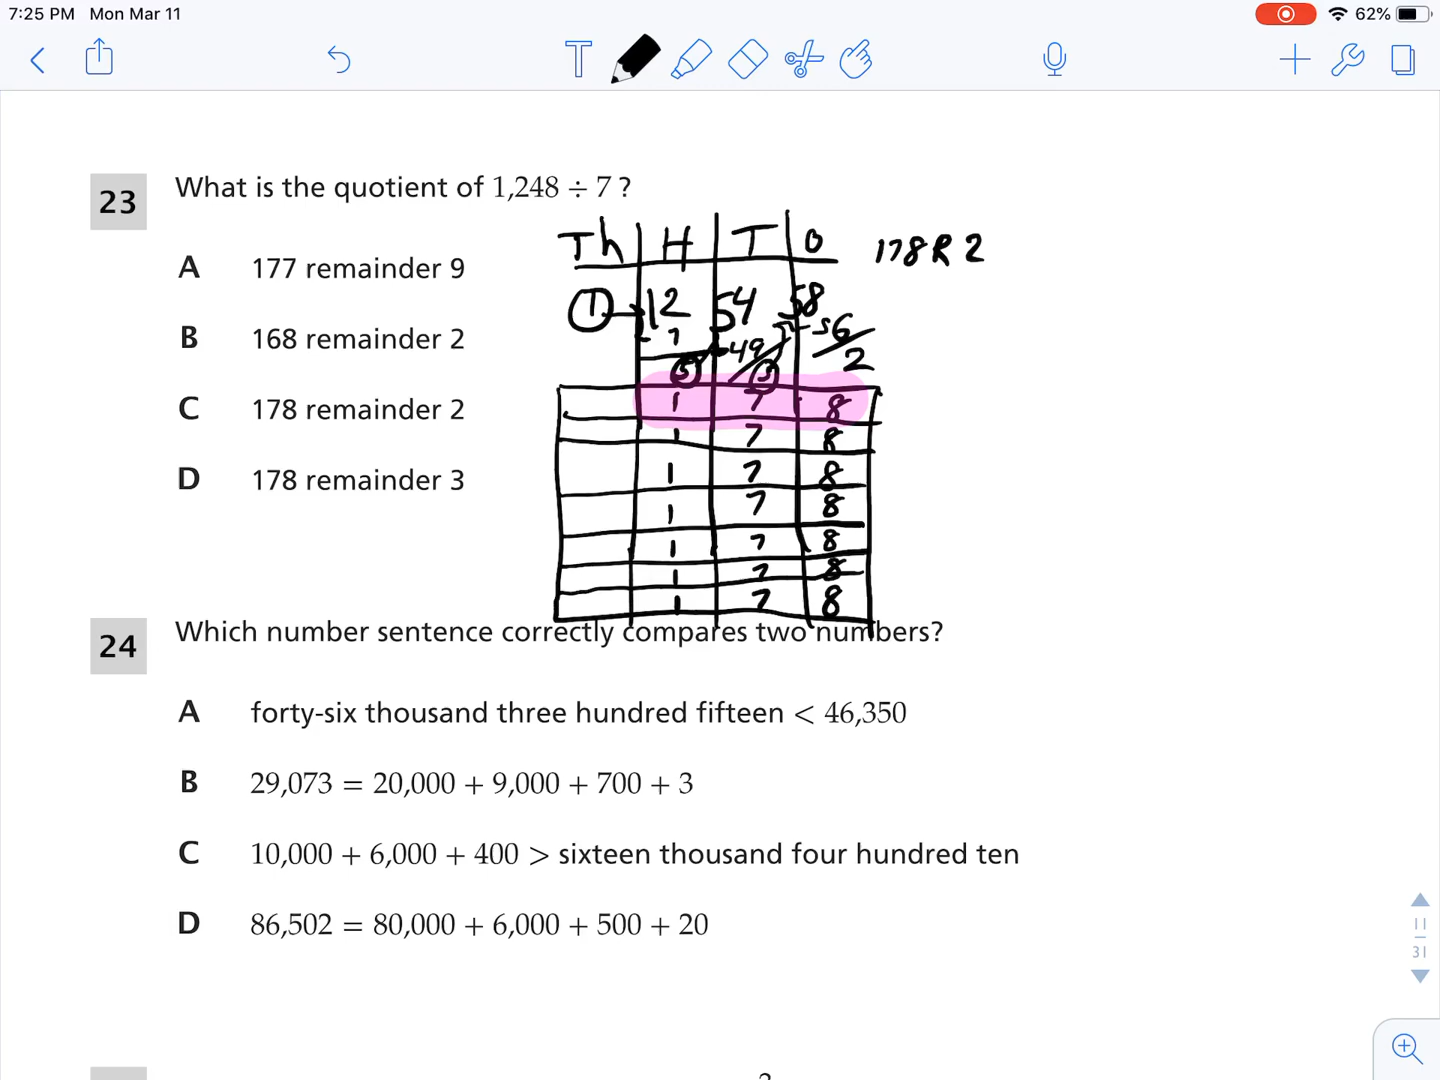 7:25 PM Mon Mar 11
62%
T
23
What is the quotient of 1,248 ÷ 7 ?
A 177 remainder 9
B 168 remainder 2
C 178 remainder 2
D 178 remainder 3
Th H T O
178 R 2
1 12 54 58
- 7 - 49 - 56
5 5 2
1 7 8
1 7 8
1 7 8
1 7 8
1 7 8
1 7 8
1 7 8
24
Which number sentence correctly compares two numbers?
A forty-six thousand three hundred fifteen < 46,350
B 29,073 = 20,000 + 9,000 + 700 + 3
C 10,000 + 6,000 + 400 > sixteen thousand four hundred ten
D 86,502 = 80,000 + 6,000 + 500 + 20
11
31